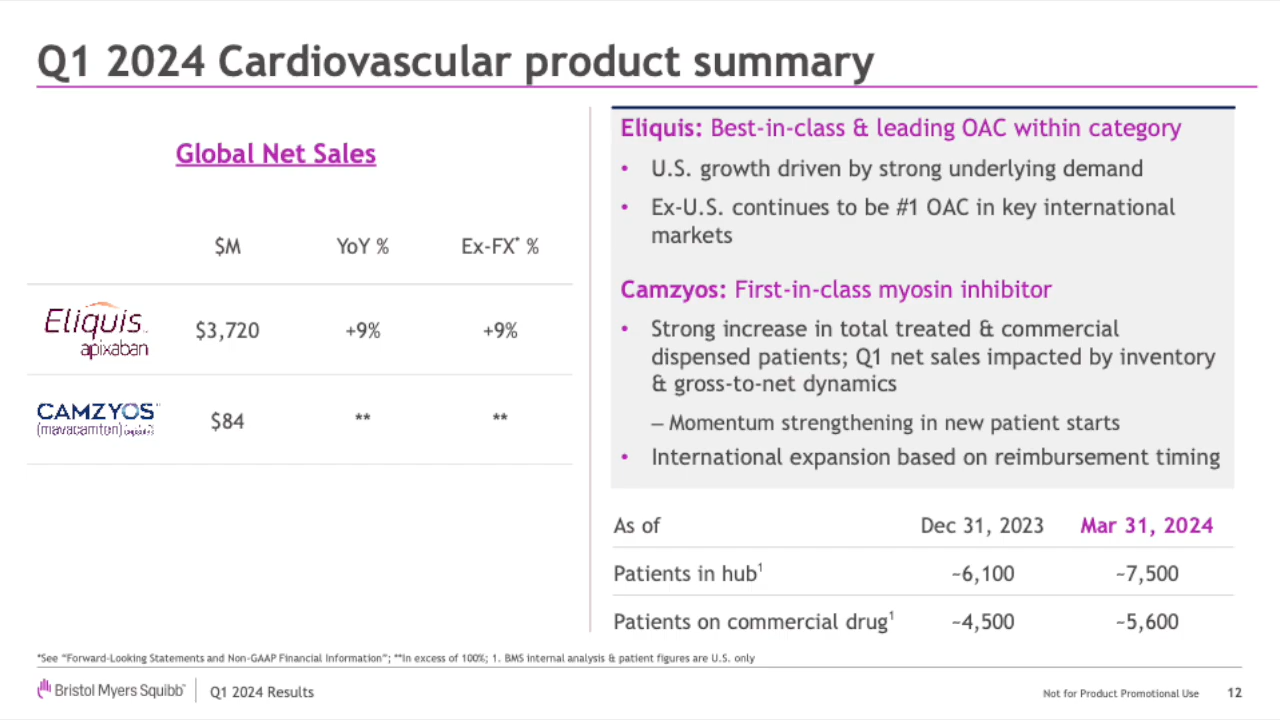 Q1 2024 Cardiovascular product summary
Global Net Sales
$M YoY % Ex-FX* %
Eliquis
apixaban
$3,720 +9% +9%
CAMZYOS™
(mavacamten)
$84 ** **
Eliquis: Best-in-class & leading OAC within category
• U.S. growth driven by strong underlying demand
• Ex-U.S. continues to be #1 OAC in key international
markets
Camzyos: First-in-class myosin inhibitor
• Strong increase in total treated & commercial
dispensed patients; Q1 net sales impacted by inventory
& gross-to-net dynamics
– Momentum strengthening in new patient starts
• International expansion based on reimbursement timing
As of Dec 31, 2023 Mar 31, 2024
Patients in hub¹ ~6,100 ~7,500
Patients on commercial drug¹ ~4,500 ~5,600
*See “Forward-Looking Statements and Non-GAAP Financial Information”; **In excess of 100%; 1. BMS internal analysis & patient figures are U.S. only
Bristol Myers Squibb™ Q1 2024 Results Not for Product Promotional Use 12